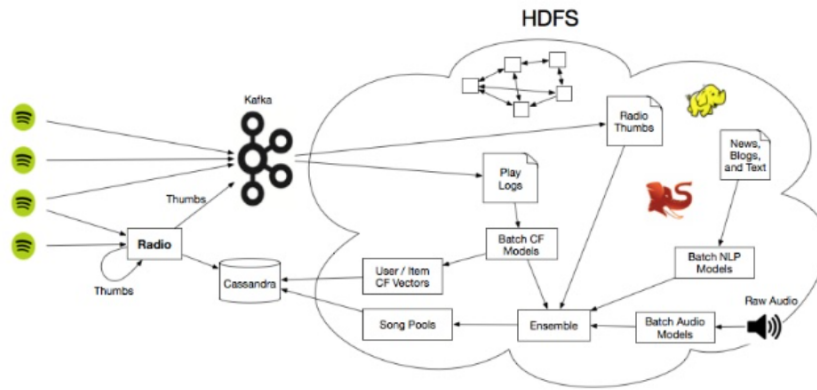 HDFS
Kafka
Radio
Thumbs
News,
Blogs,
and Text
Play
Logs
Thumbs
Radio
Batch CF
Models
Batch NLP
Models
Thumbs
Cassandra
User / Item
CF Vectors
Raw Audio
Song Pools
Ensemble
Batch Audio
Models